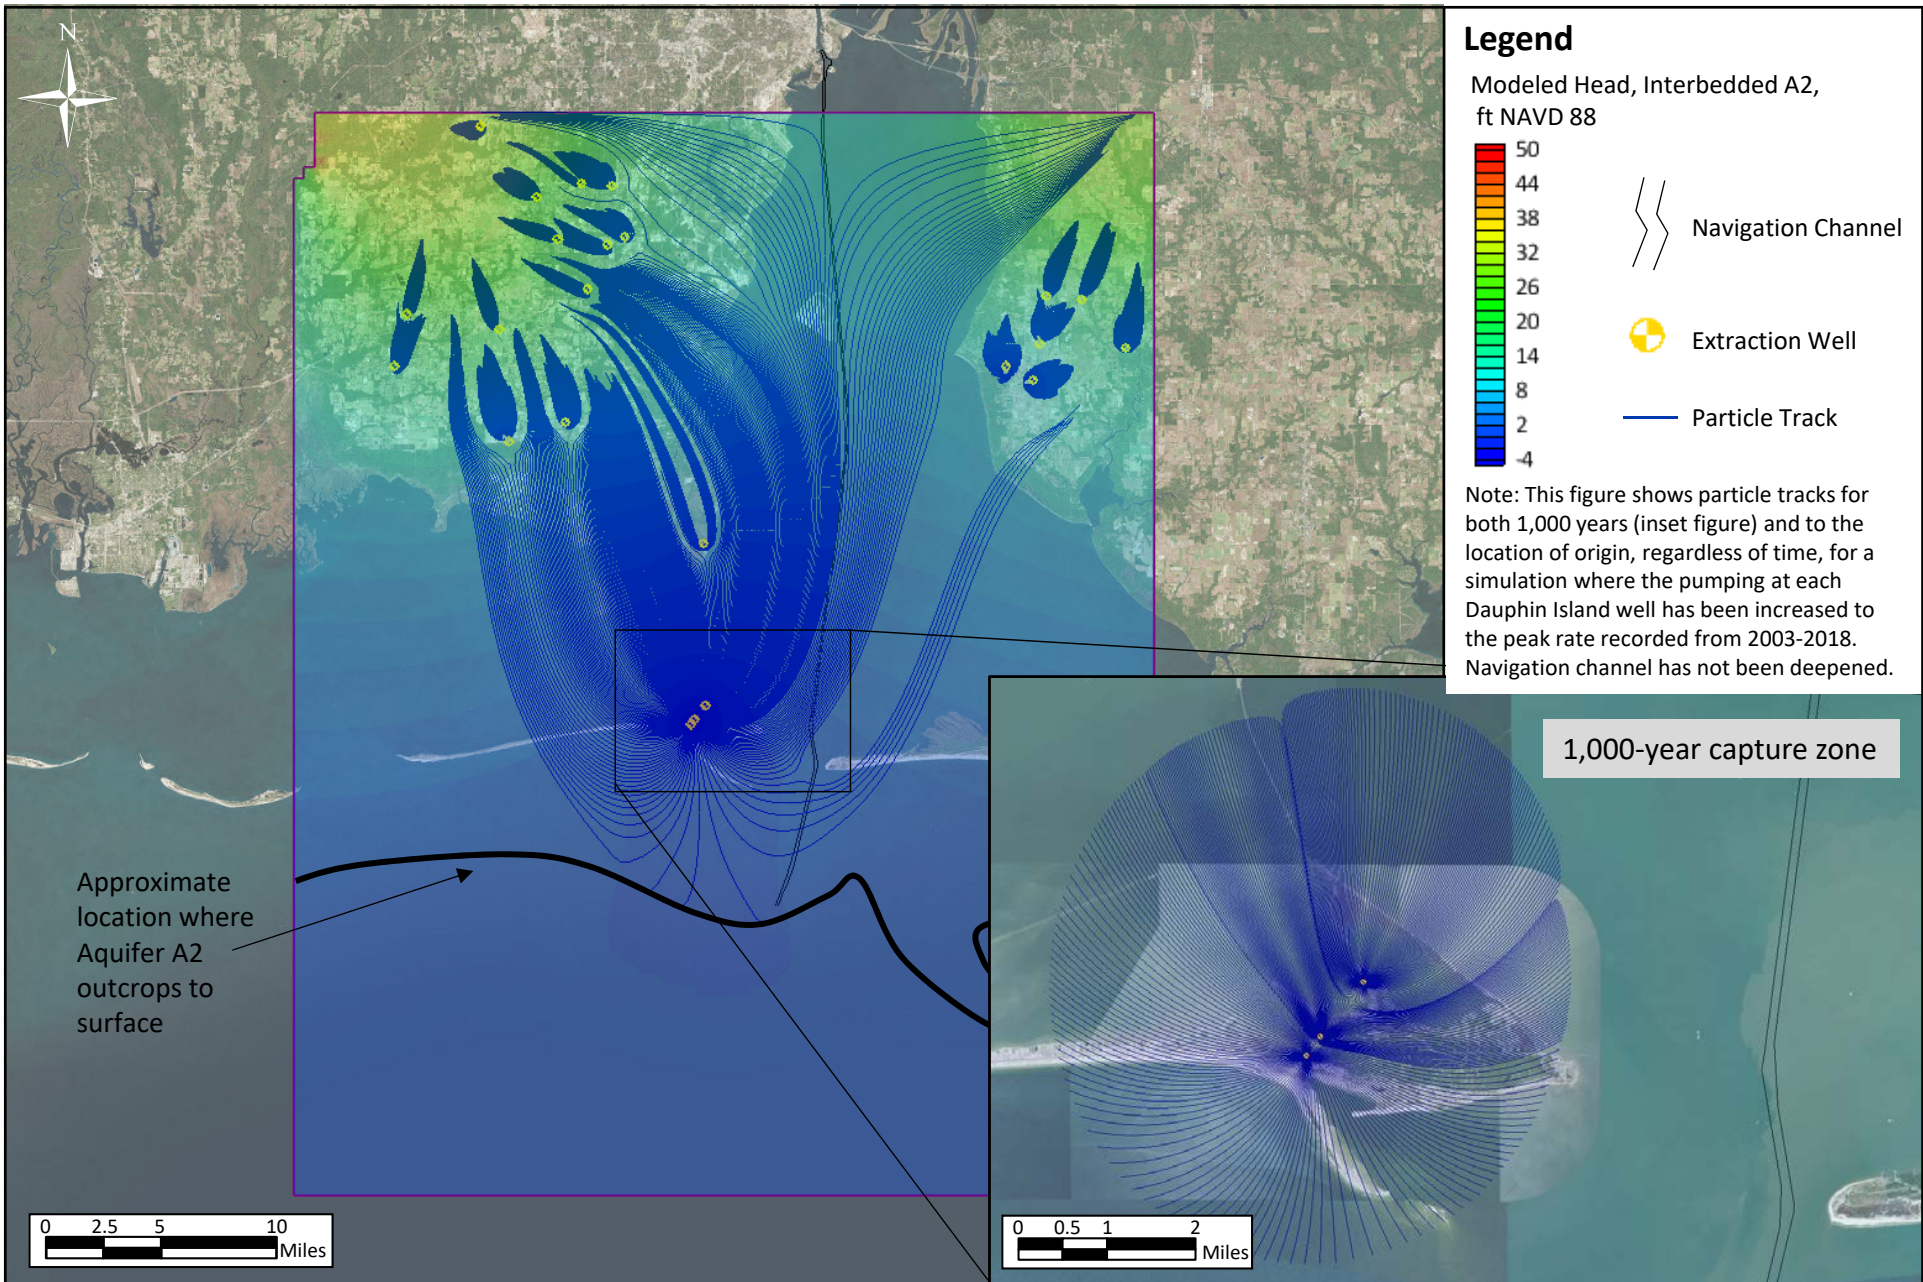 N
Legend
Modeled Head, Interbedded A2,
ft NAVD 88
50
44
38
32
26
20
14
8
2
-4
Navigation Channel
Extraction Well
Particle Track
Note: This figure shows particle tracks for
both 1,000 years (inset figure) and to the
location of origin, regardless of time, for a
simulation where the pumping at each
Dauphin Island well has been increased to
the peak rate recorded from 2003-2018.
Navigation channel has not been deepened.
1,000-year capture zone
Approximate
location where
Aquifer A2
outcrops to
surface
0 2.5 5 10
Miles
0 0.5 1 2
Miles